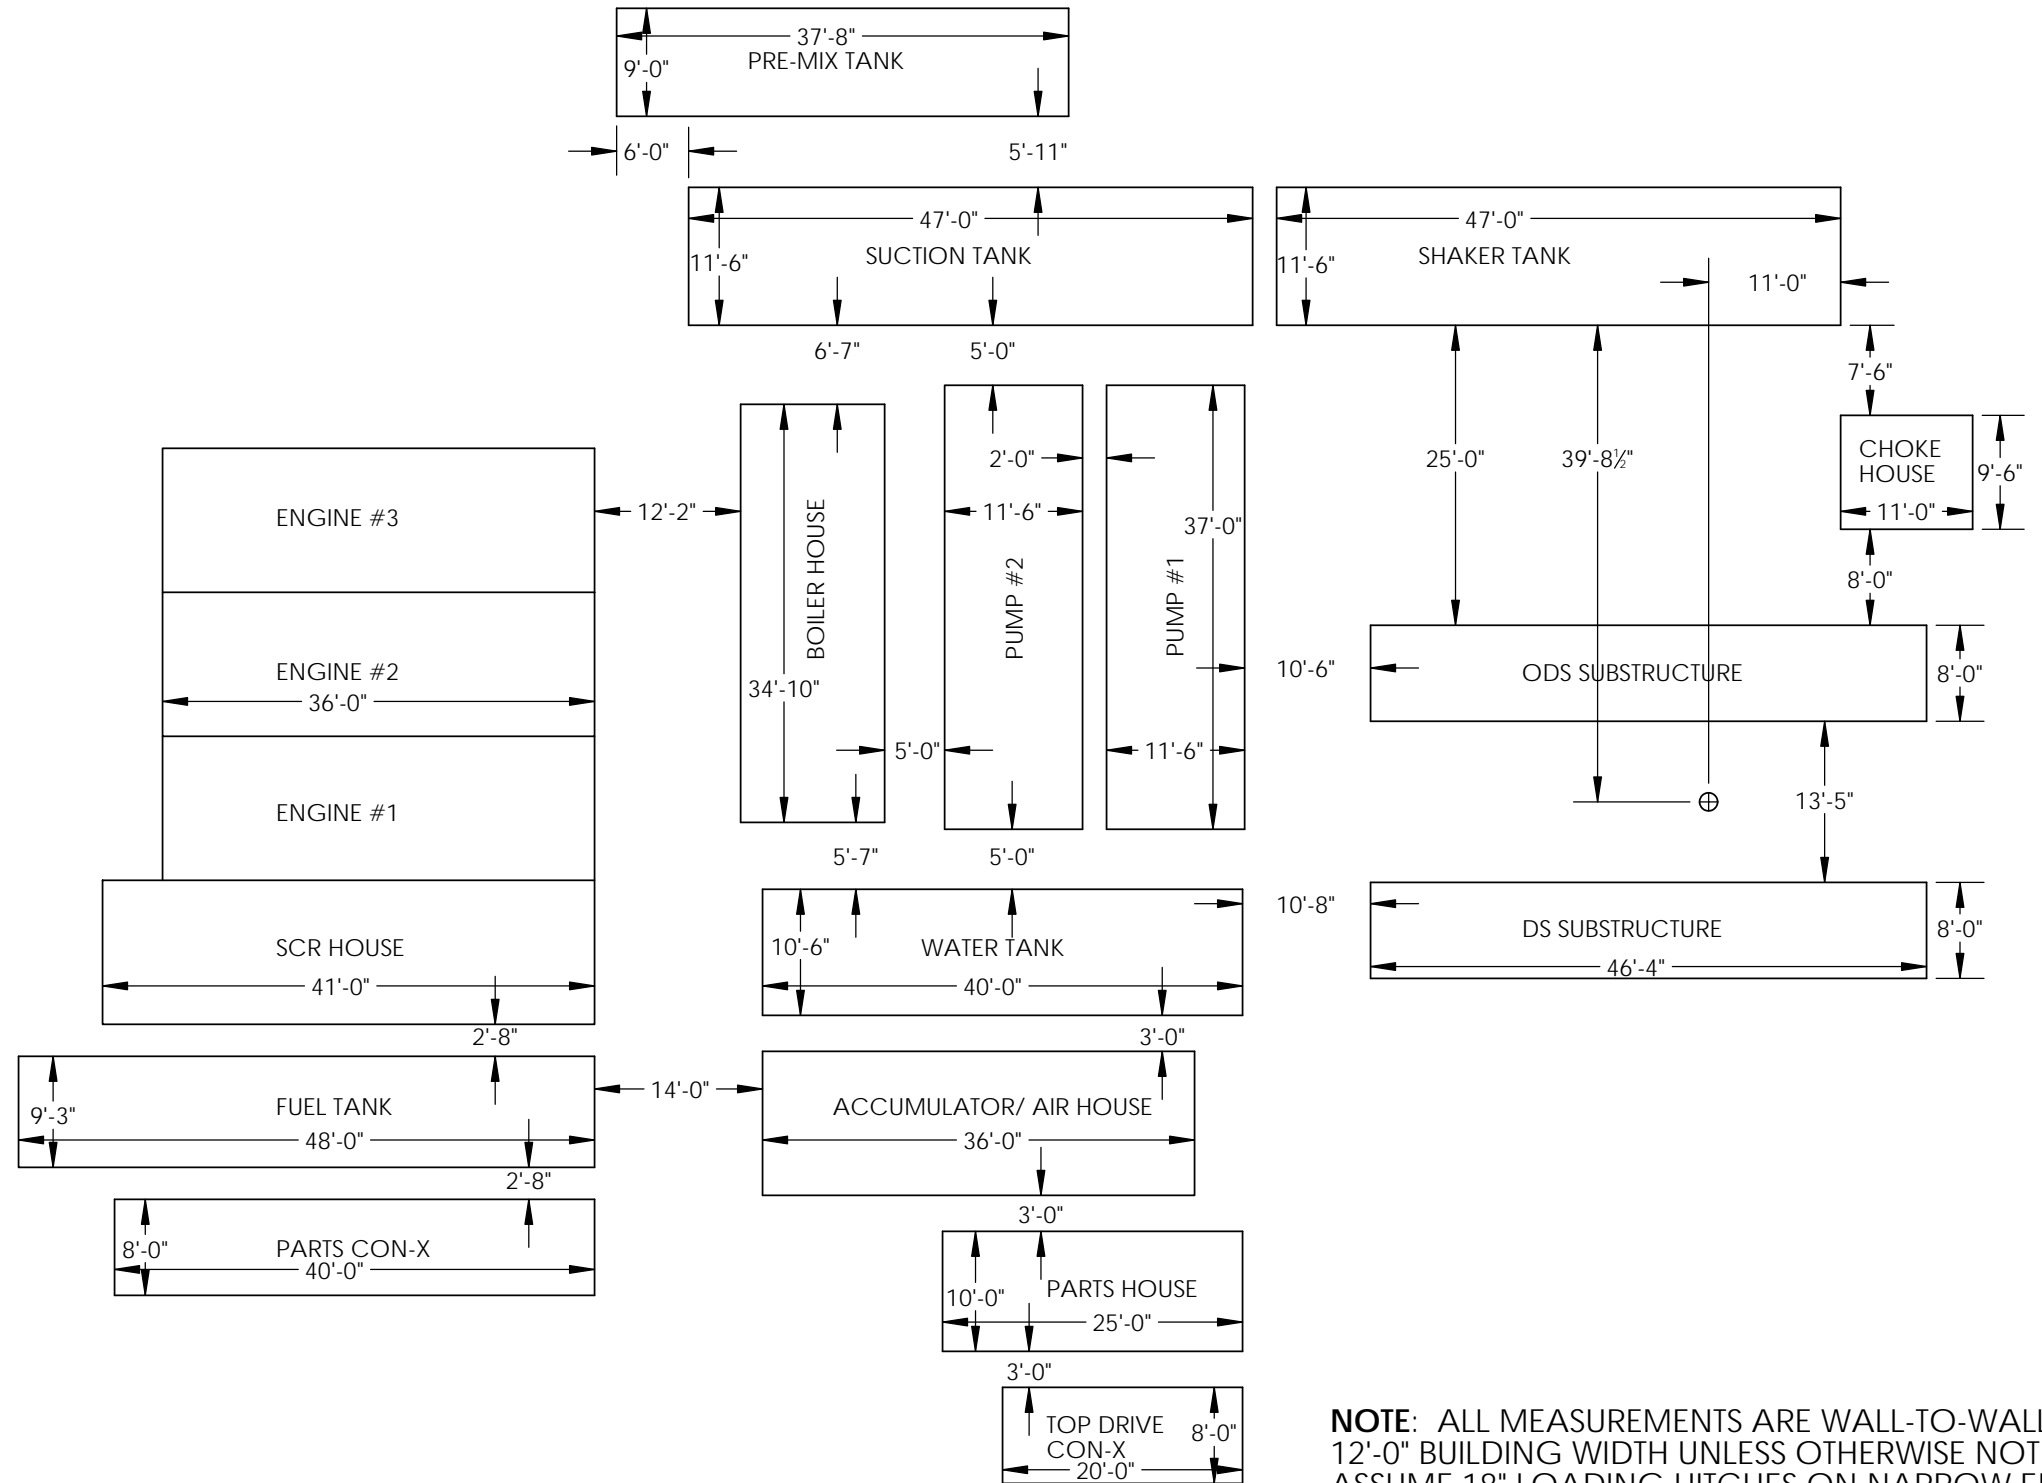 37'-8"
PRE-MIX TANK
9'-0"
6'-0"
5'-11"
47'-0"
SUCTION TANK
11'-6"
47'-0"
SHAKER TANK
11'-6"
11'-0"
6'-7"
5'-0"
7'-6"
CHOKE
HOUSE
9'-6"
11'-0"
8'-0"
25'-0"
39'-8½"
ENGINE #3
12'-2"
BOILER HOUSE
34'-10"
2'-0"
11'-6"
PUMP #2
37'-0"
PUMP #1
11'-6"
5'-0"
10'-6"
ODS SUBSTRUCTURE
8'-0"
ENGINE #2
36'-0"
ENGINE #1
13'-5"
5'-7"
5'-0"
SCR HOUSE
41'-0"
10'-6"
WATER TANK
40'-0"
10'-8"
DS SUBSTRUCTURE
46'-4"
8'-0"
2'-8"
3'-0"
9'-3"
FUEL TANK
48'-0"
14'-0"
ACCUMULATOR/ AIR HOUSE
36'-0"
2'-8"
8'-0"
PARTS CON-X
40'-0"
3'-0"
10'-0"
PARTS HOUSE
25'-0"
3'-0"
TOP DRIVE
CON-X
8'-0"
20'-0"
NOTE: ALL MEASUREMENTS ARE WALL-TO-WALL
12'-0" BUILDING WIDTH UNLESS OTHERWISE NOT
ASSUME 18" LOADING HITCHES ON NARROW